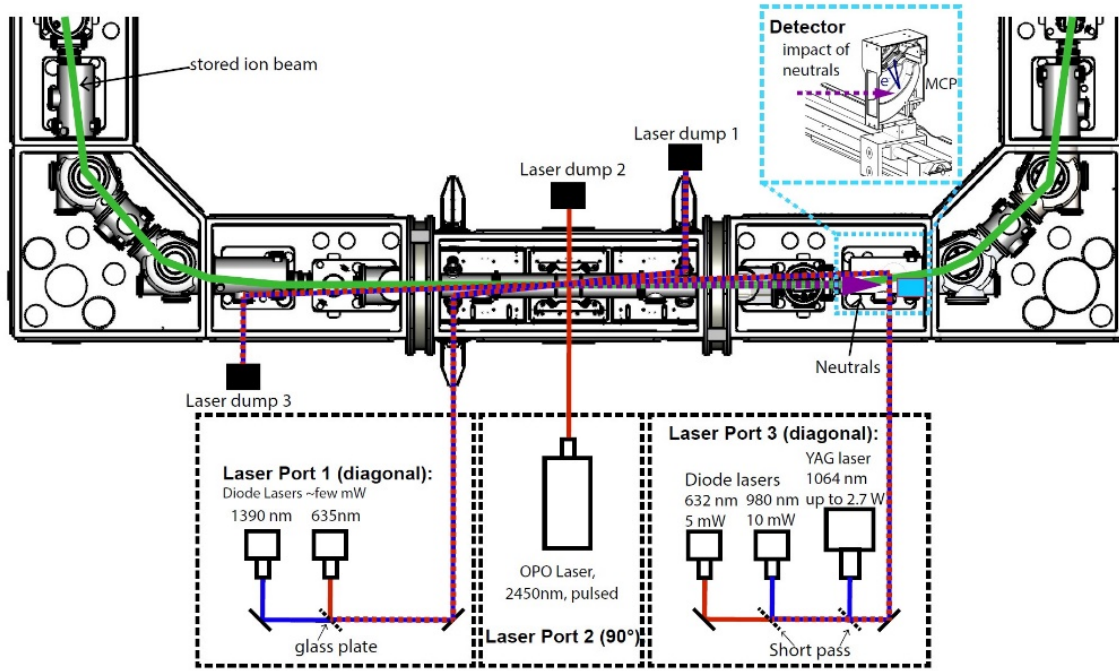 Detector
impact of
neutrals
e⁻
MCP
stored ion beam
Laser dump 1
Laser dump 2
Neutrals
Laser dump 3
Laser Port 1 (diagonal):
Diode Lasers ~few mW
1390 nm
635nm
glass plate
OPO Laser,
2450nm, pulsed
Laser Port 2 (90°)
Laser Port 3 (diagonal):
Diode lasers
632 nm
5 mW
980 nm
10 mW
YAG laser
1064 nm
up to 2.7 W
Short pass